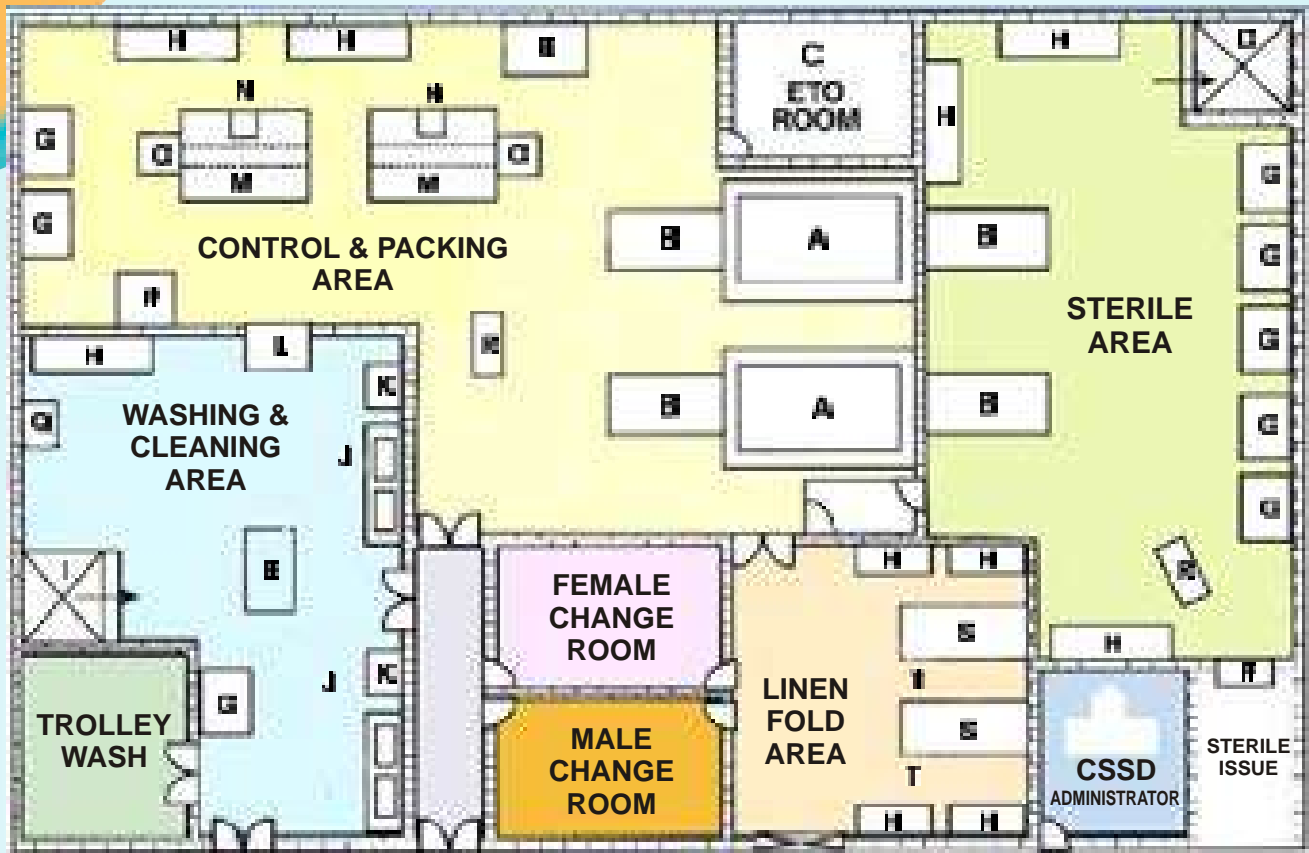 H
H
E
C
ETO
ROOM
H
H
N
G
M
M
G
CONTROL & PACKING
AREA
B
A
B
STERILE
AREA
G
G
G
G
G
H
L
K
WASHING &
CLEANING
AREA
J
B
A
B
E
FEMALE
CHANGE
ROOM
H
H
S
R
H
LINEN
FOLD
AREA
S
T
J
K
G
TROLLEY
WASH
MALE
CHANGE
ROOM
H
H
CSSD
ADMINISTRATOR
STERILE
ISSUE